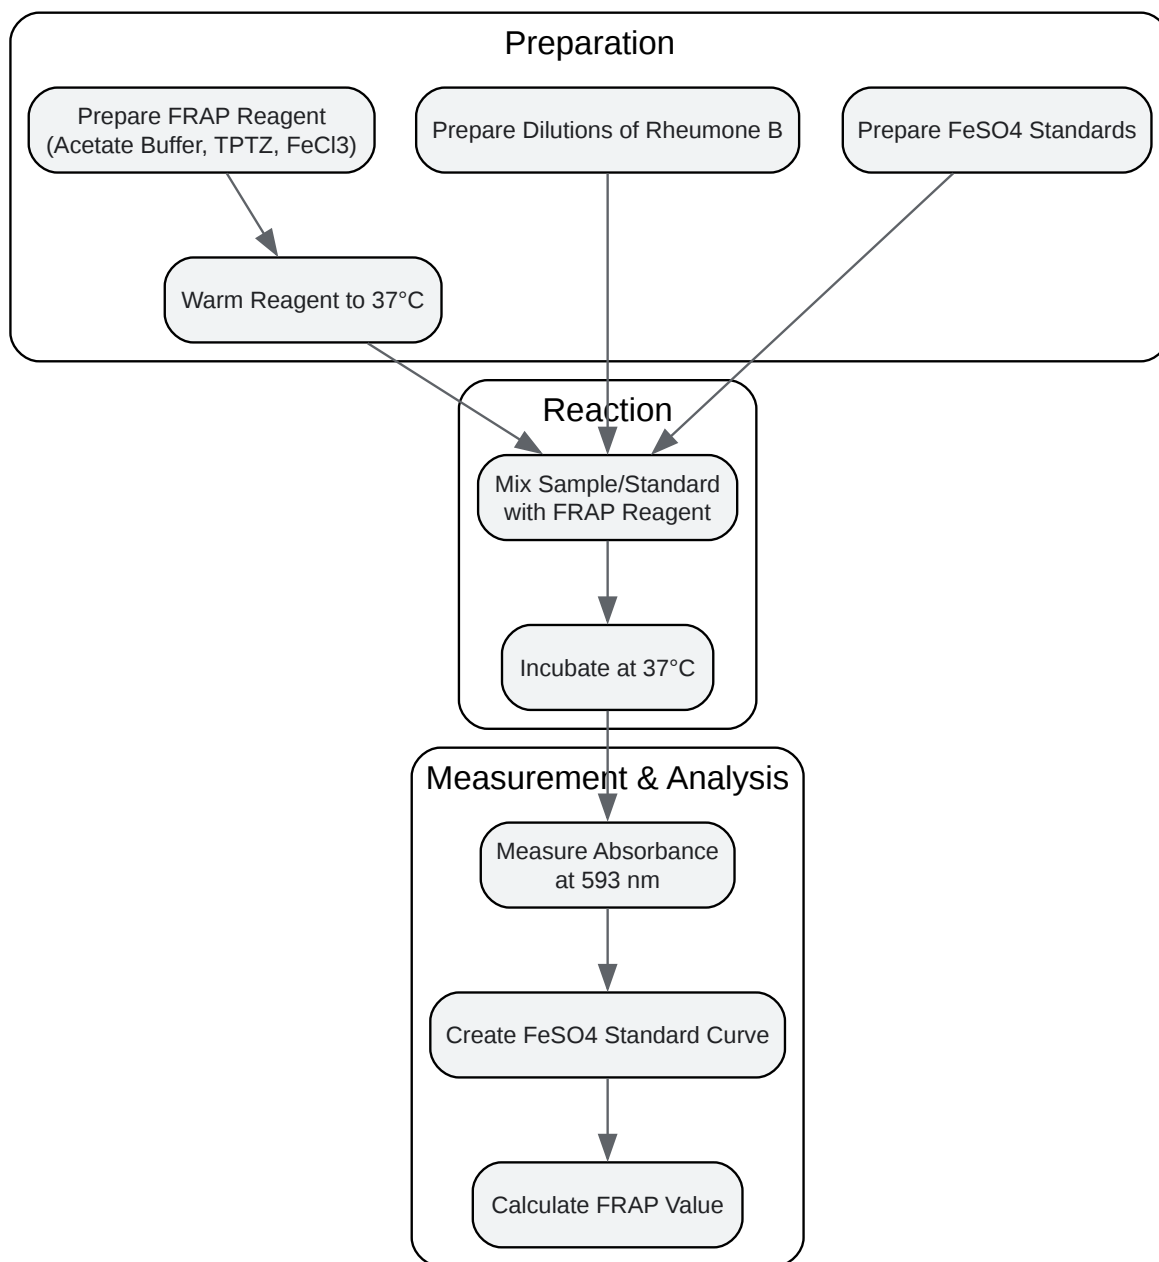 Preparation
Prepare FRAP Reagent
(Acetate Buffer, TPTZ, FeCl3)
Prepare Dilutions of Rheumone B
Prepare FeSO4 Standards
Warm Reagent to 37°C
Reaction
Mix Sample/Standard
with FRAP Reagent
Incubate at 37°C
Measurement & Analysis
Measure Absorbance
at 593 nm
Create FeSO4 Standard Curve
Calculate FRAP Value